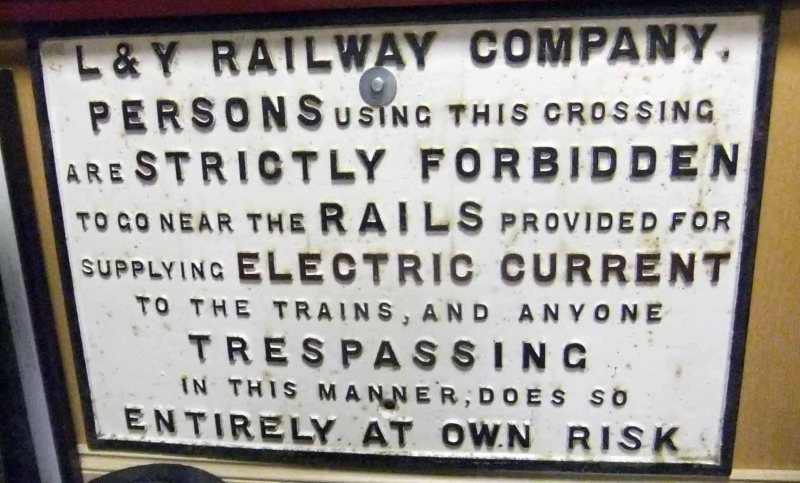 L & Y RAILWAY COMPANY.
PERSONS USING THIS CROSSING
ARE STRICTLY FORBIDDEN
TO GO NEAR THE RAILS PROVIDED FOR
SUPPLYING ELECTRIC CURRENT
TO THE TRAINS, AND ANYONE
TRESPASSING
IN THIS MANNER, DOES SO
ENTIRELY AT OWN RISK